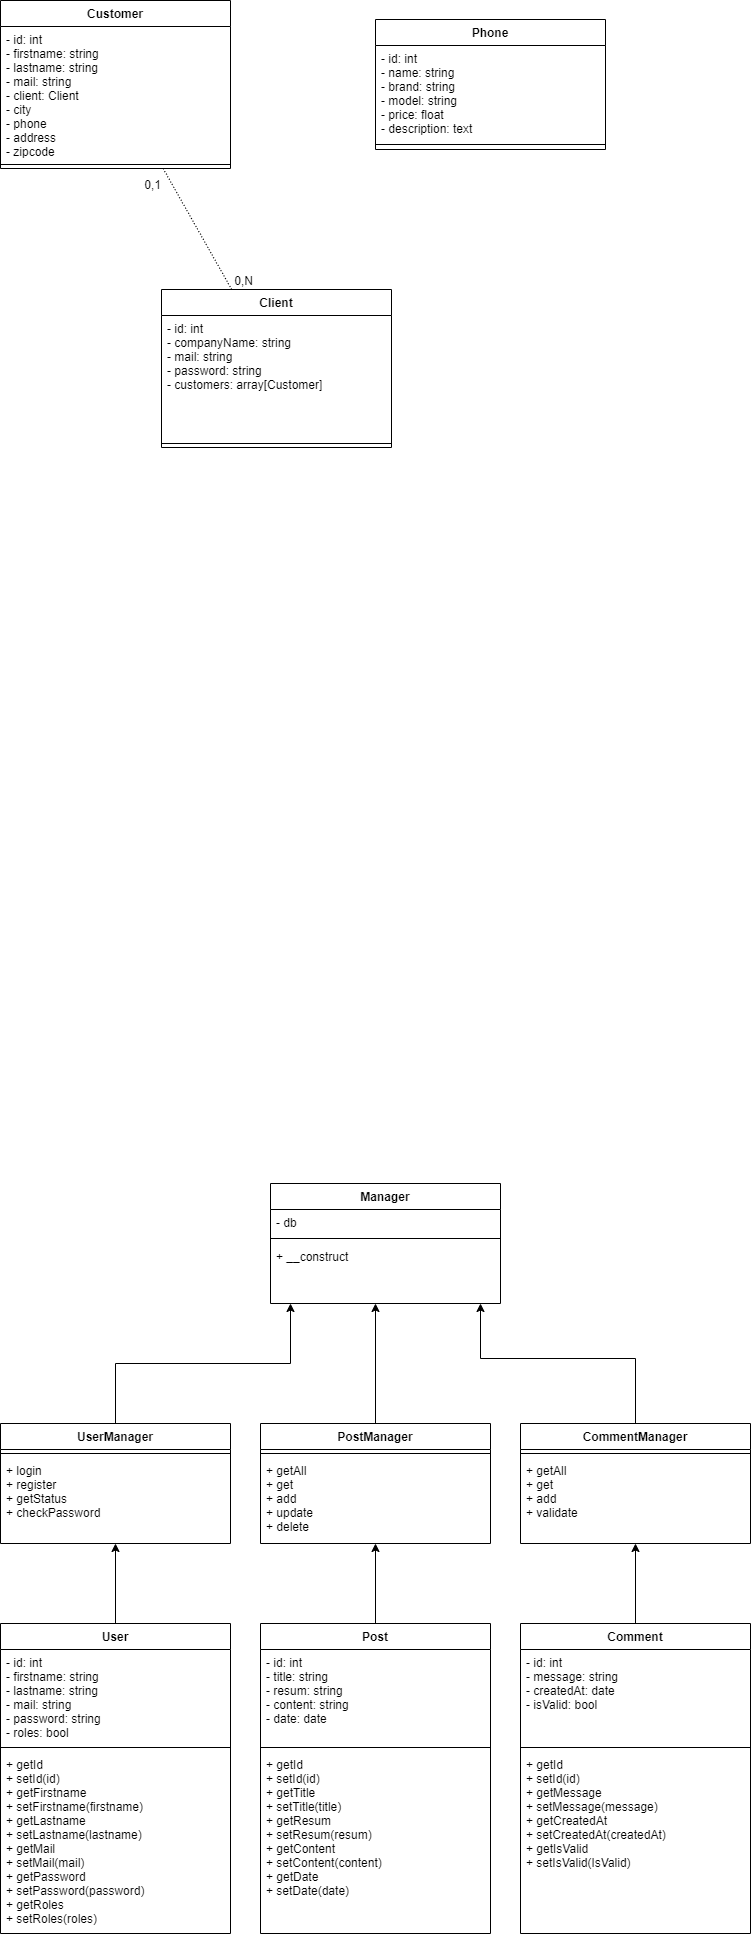 Customer
- id: int
- firstname: string
- lastname: string
- mail: string
- client: Client
- city
- phone
- address
- zipcode
Phone
- id: int
- name: string
- brand: string
- model: string
- price: float
- description: text
0,1
0,N
Client
- id: int
- companyName: string
- mail: string
- password: string
- customers: array[Customer]
Manager
- db
+ __construct
UserManager
+ login
+ register
+ getStatus
+ checkPassword
PostManager
+ getAll
+ get
+ add
+ update
+ delete
CommentManager
+ getAll
+ get
+ add
+ validate
User
- id: int
- firstname: string
- lastname: string
- mail: string
- password: string
- roles: bool
+ getId
+ setId(id)
+ getFirstname
+ setFirstname(firstname)
+ getLastname
+ setLastname(lastname)
+ getMail
+ setMail(mail)
+ getPassword
+ setPassword(password)
+ getRoles
+ setRoles(roles)
Post
- id: int
- title: string
- resum: string
- content: string
- date: date
+ getId
+ setId(id)
+ getTitle
+ setTitle(title)
+ getResum
+ setResum(resum)
+ getContent
+ setContent(content)
+ getDate
+ setDate(date)
Comment
- id: int
- message: string
- createdAt: date
- isValid: bool
+ getId
+ setId(id)
+ getMessage
+ setMessage(message)
+ getCreatedAt
+ setCreatedAt(createdAt)
+ getIsValid
+ setIsValid(IsValid)